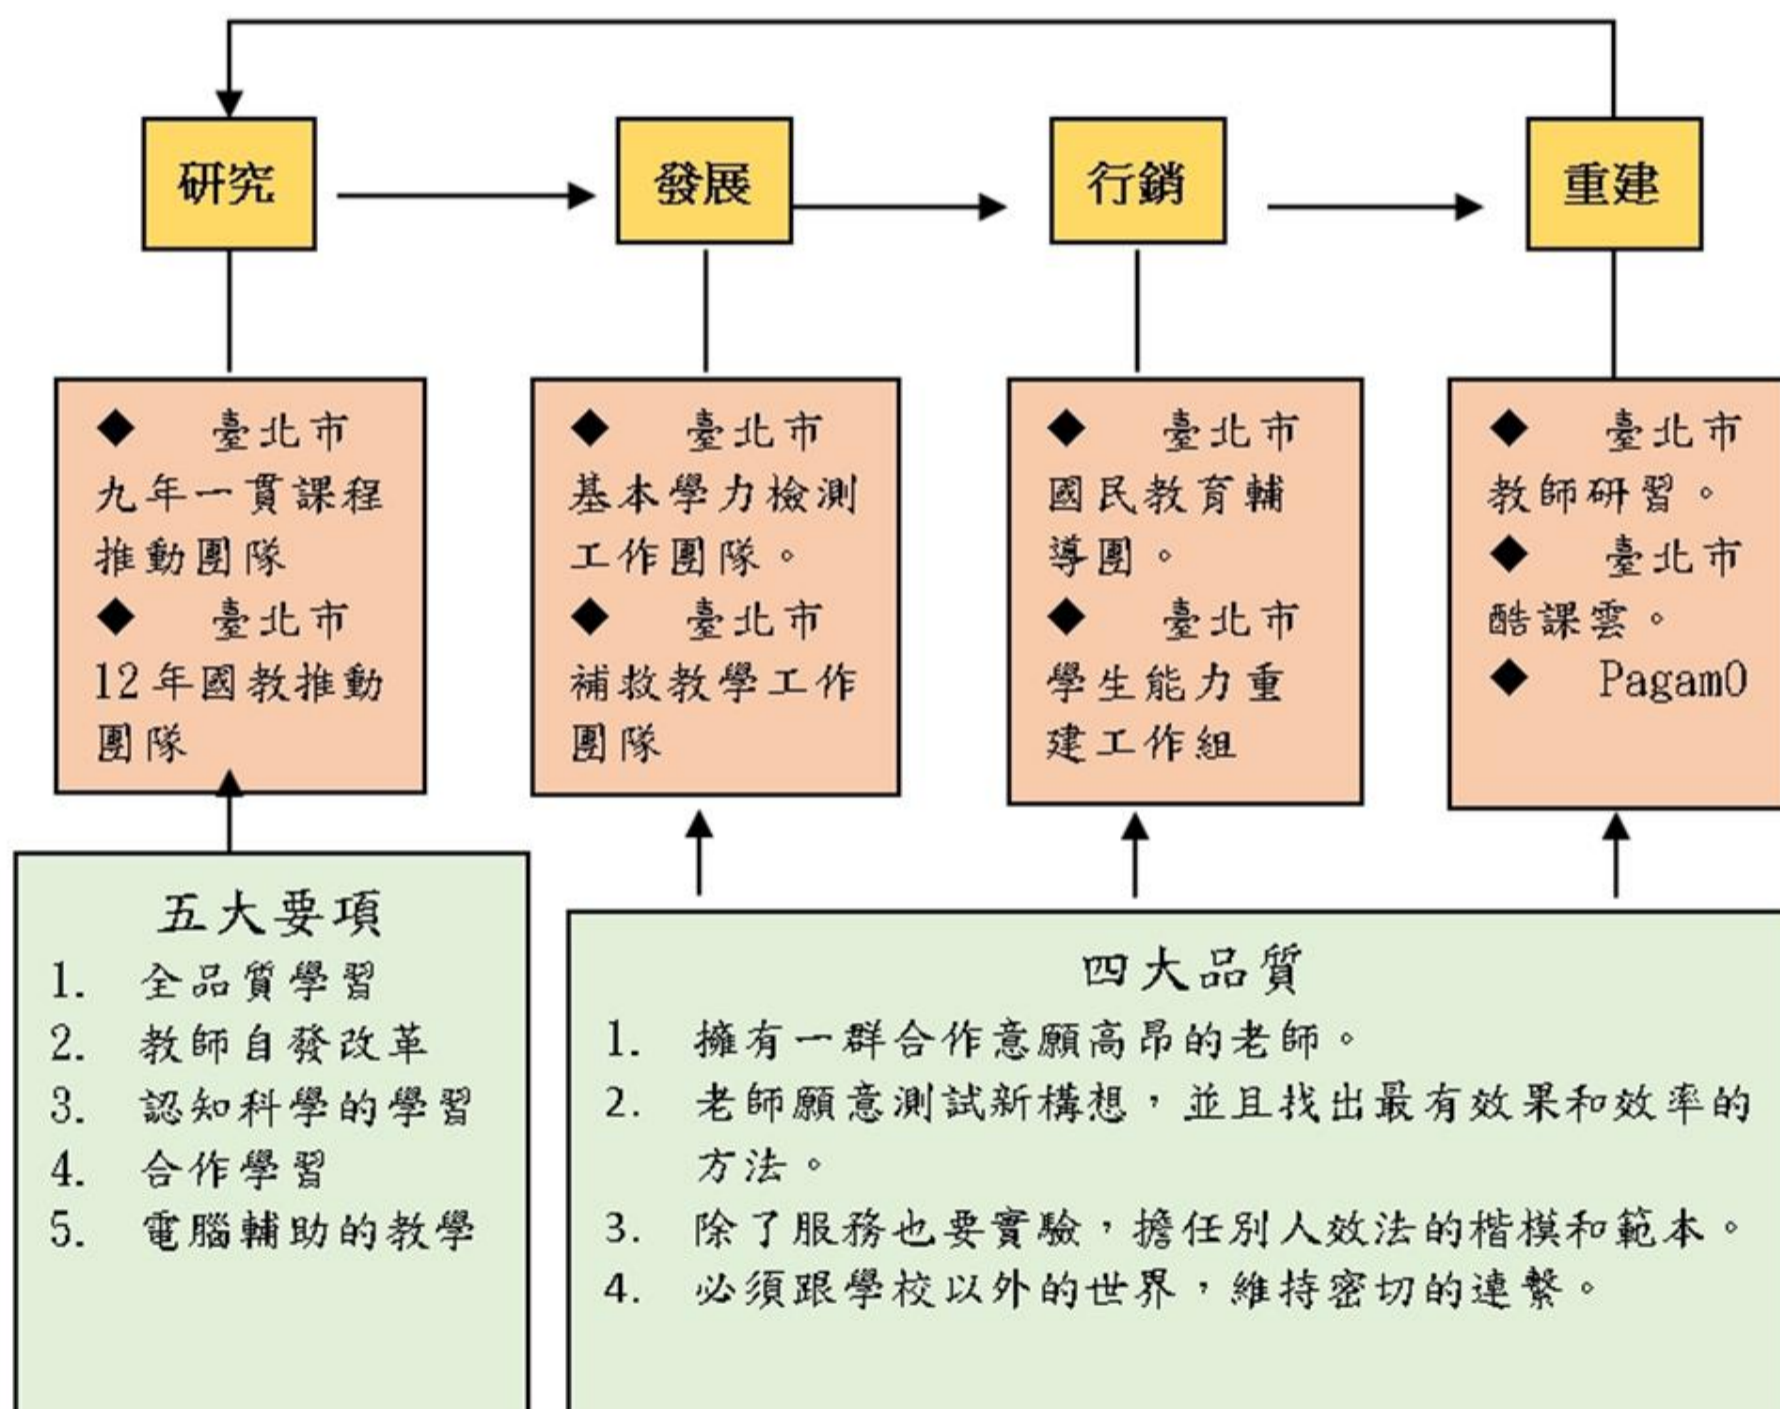 研究
發展
行銷
重建
◆ 臺北市
九年一貫課程
推動團隊
◆ 臺北市
12年國教推動
團隊
◆ 臺北市
基本學力檢測
工作團隊。
◆ 臺北市
補救教學工作
團隊
◆ 臺北市
國民教育輔
導團。
◆ 臺北市
學生能力重
建工作組
◆ 臺北市
教師研習。
◆ 臺北市
酷課雲。
◆ PagamO
五大要項
1. 全品質學習
2. 教師自發改革
3. 認知科學的學習
4. 合作學習
5. 電腦輔助的教學
四大品質
1. 擁有一群合作意願高昂的老師。
2. 老師願意測試新構想,並且找出最有效果和效率的
方法。
3. 除了服務也要實驗,擔任別人效法的楷模和範本。
4. 必須跟學校以外的世界,維持密切的連繫。